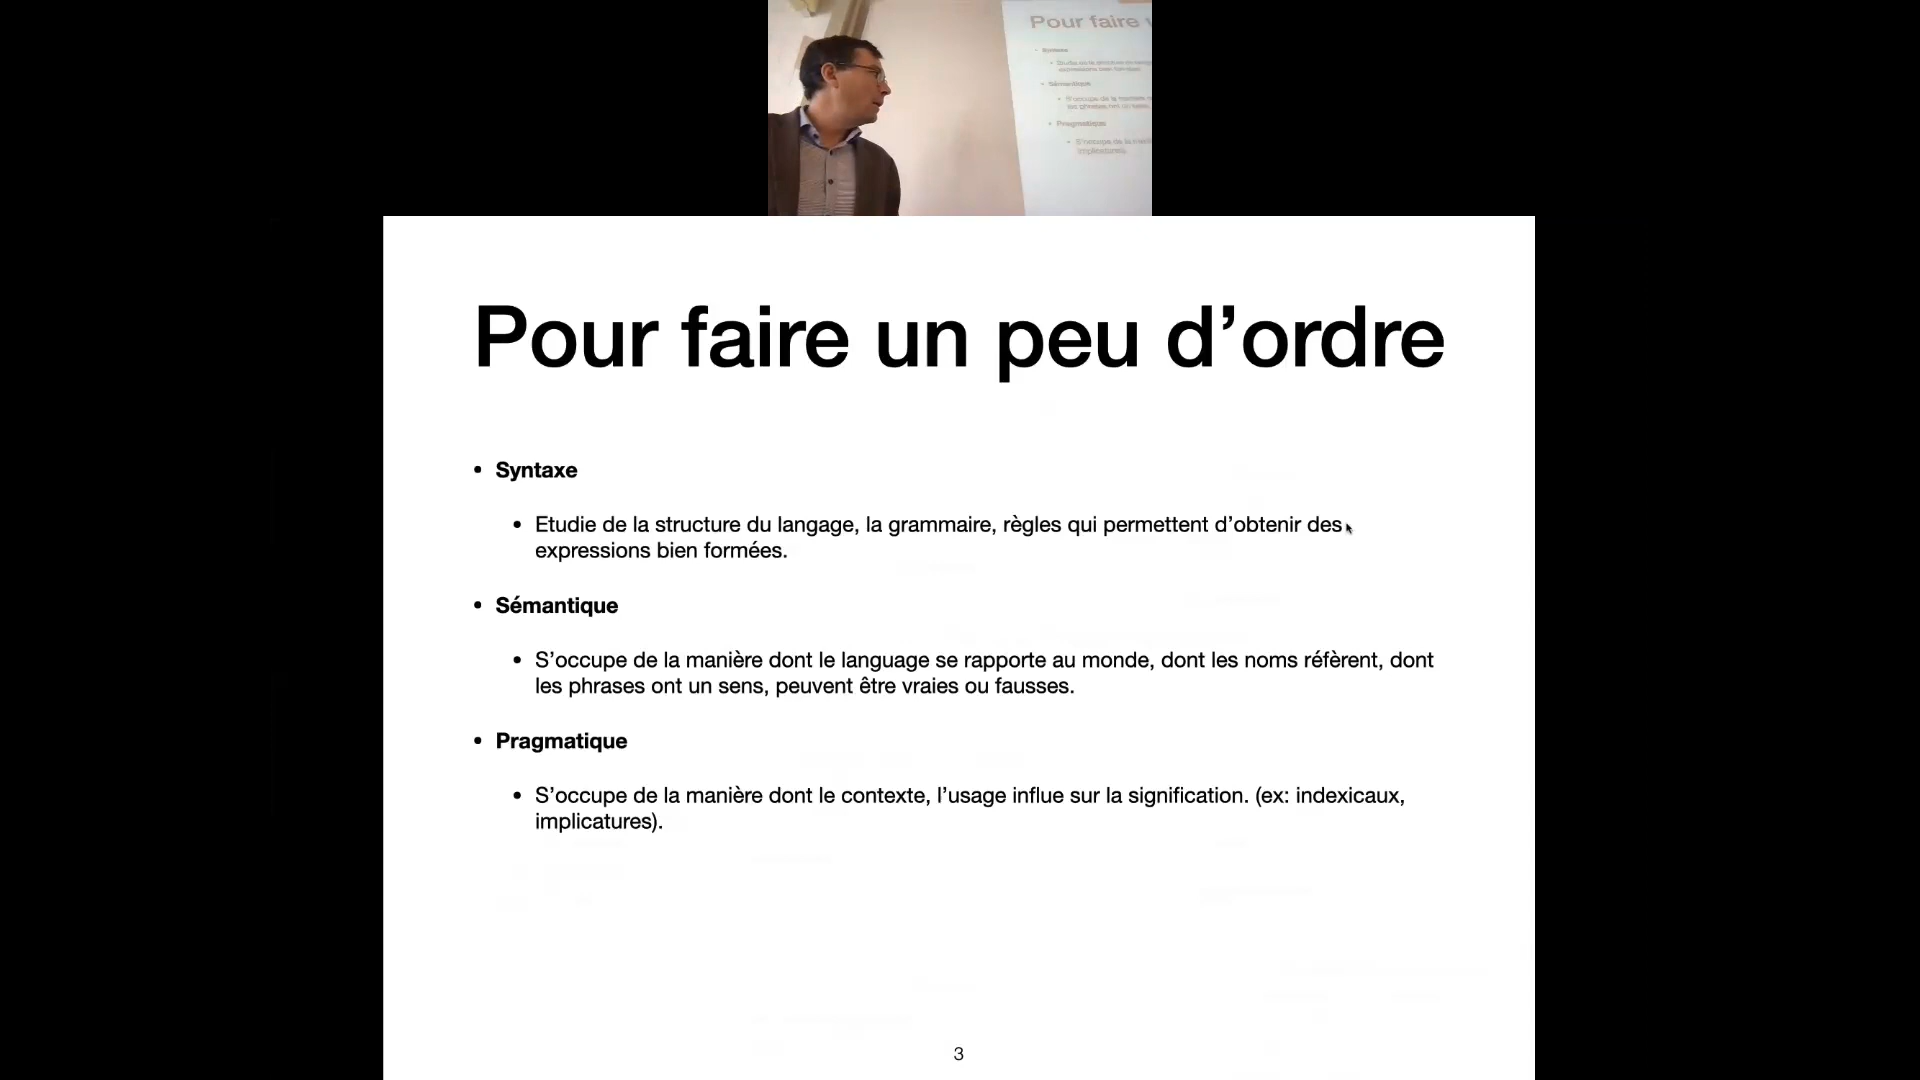 Pour faire
Syntaxe
Sémantique
Pragmatique
Pour faire un peu d’ordre
• Syntaxe
• Etudie de la structure du langage, la grammaire, règles qui permettent d’obtenir des
expressions bien formées.
• Sémantique
• S’occupe de la manière dont le language se rapporte au monde, dont les noms réfèrent, dont
les phrases ont un sens, peuvent être vraies ou fausses.
• Pragmatique
• S’occupe de la manière dont le contexte, l’usage influe sur la signification. (ex: indexicaux,
implicatures).
3